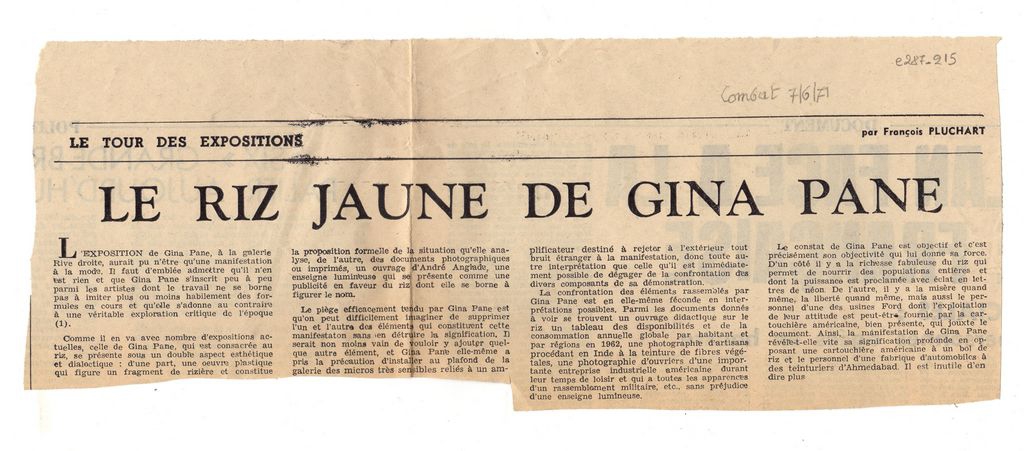 e287-215
Combat 7/6/71
LE TOUR DES EXPOSITIONS
par François PLUCHART
LE RIZ JAUNE DE GINA PANE
L'EXPOSITION de Gina Pane, à la galerie
Rive droite, aurait pu n'être qu'une manifestation
à la mode. Il faut d'emblée admettre qu'il n'en
est rien et que Gina Pane s'inscrit peu à peu
parmi les artistes dont le travail ne se borne
pas à imiter plus ou moins habilement des for-
mules en cours et qu'elle s'adonne au contraire
à une véritable exploration critique de l'époque
(1).
Comme il en va avec nombre d'expositions ac-
tuelles, celle de Gina Pane, qui est consacrée au
riz, se présente sous un double aspect esthétique
et dialectique : d'une part, une oeuvre plastique
qui figure un fragment de rizière et constitue
la proposition formelle de la situation qu'elle ana-
lyse, de l'autre, des documents photographiques
ou imprimés, un ouvrage d'André Anglade, une
enseigne lumineuse qui se présente comme une
publicité en faveur du riz dont elle se borne à
figurer le nom.
Le piège efficacement tendu par Gina Pane est
qu'on peut difficilement imaginer de supprimer
l'un et l'autre des éléments qui constituent cette
manifestaton sans en détruire la signification. Il
serait non moins vain de vouloir y ajouter quel-
que autre élément, et Gina Pane elle-même a
pris la précaution d'installer au plafond de la
galerie des micros très sensibles reliés à un am-
plificateur destiné à rejeter à l'extérieur tout
bruit étranger à la manifestation, donc toute au-
tre interprétation que celle qu'il est immédiate-
ment possible de dégager de la confrontation des
divers composants de sa démonstration.
La confrontation des éléments rassemblés par
Gina Pane est en elle-même féconde en inter-
prétations possibles. Parmi les documents donnés
à voir se trouvent un ouvrage didactique sur le
riz un tableau des disponibilités et de la
consommation annuelle globale par habitant et
par régions en 1962, une photographie d'artisans
procédant en Inde à la teinture de fibres végé-
tales, une photographie d'ouvriers d'une impor-
tante entreprise industrielle américaine durant
leur temps de loisir et qui a toutes les apparences
d'un rassemblement militaire, etc., sans préjudice
d'une enseigne lumineuse.
Le constat de Gina Pane est objectif et c'est
précisément son objectivité qui lui donne sa force.
D'un côté il y a la richesse fabuleuse du riz qui
permet de nourrir des populations entières et
dont la puissance est proclamée avec éclat en let-
tres de néon. De l'autre, il y a la misère quand
même, la liberté quand même, mais aussi le per-
sonnel d'une des usines Ford dont l'exploitation
de leur attitude est peut-être fournie par la car-
touchière américaine, bien présente, qui jouxte le
document. Ainsi, la manifestation de Gina Pane
révèle-t-elle vite sa signification profonde en op-
posant une cartouchière américaine à un bol de
riz et le personnel d'une fabrique d'automobiles à
des teinturiers d'Ahmedabad. Il est inutile d'en
dire plus